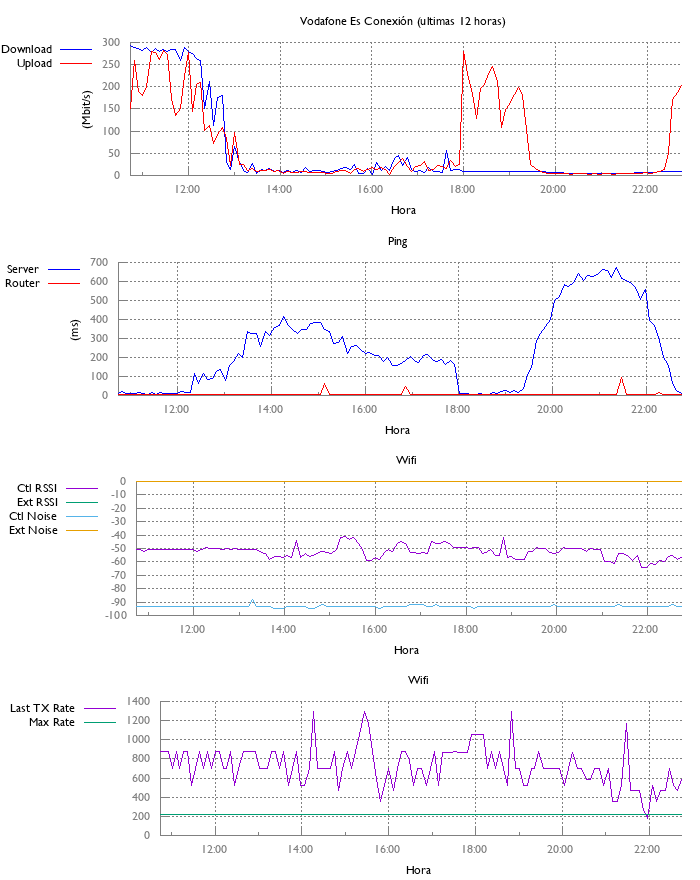 Vodafone Es Conexión (ultimas 12 horas)
Download
Upload
(Mbit/s)
300
250
200
150
100
50
0
12:00 14:00 16:00 18:00 20:00 22:00
Hora
Ping
Server
Router
(ms)
700
600
500
400
300
200
100
0
12:00 14:00 16:00 18:00 20:00 22:00
Hora
Wifi
Ctl RSSI
Ext RSSI
Ctl Noise
Ext Noise
0
-10
-20
-30
-40
-50
-60
-70
-80
-90
-100
12:00 14:00 16:00 18:00 20:00 22:00
Hora
Wifi
Last TX Rate
Max Rate
1400
1200
1000
800
600
400
200
0
12:00 14:00 16:00 18:00 20:00 22:00
Hora